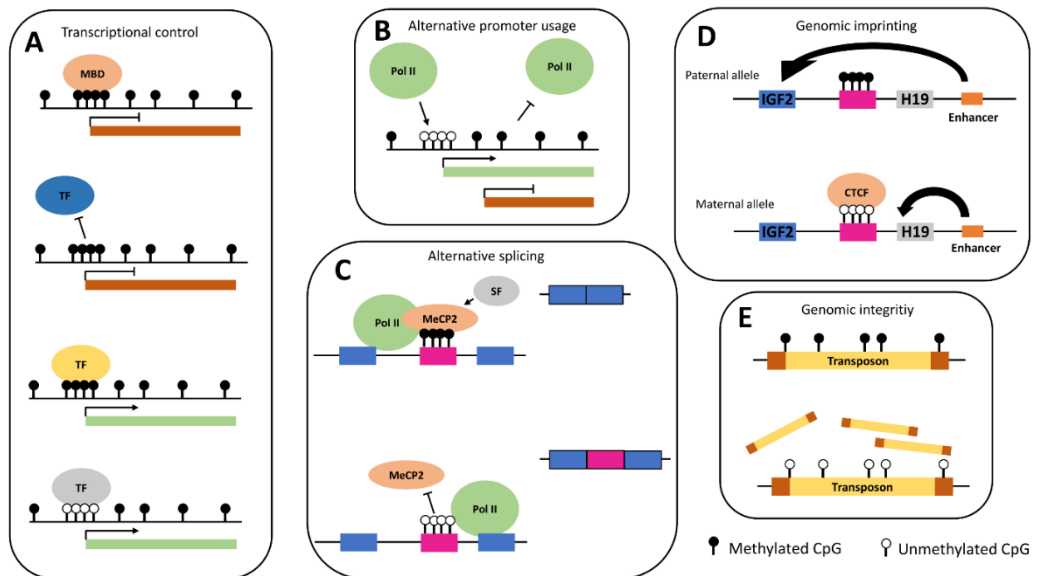 A
Transcriptional control
MBD
TF
TF
TF
B
Alternative promoter usage
Pol II
Pol II
C
Alternative splicing
SF
Pol II
MeCP2
MeCP2
Pol II
D
Genomic imprinting
Paternal allele
IGF2
H19
Enhancer
CTCF
Maternal allele
IGF2
H19
Enhancer
E
Genomic integritiy
Transposon
Transposon
Methylated CpG
Unmethylated CpG